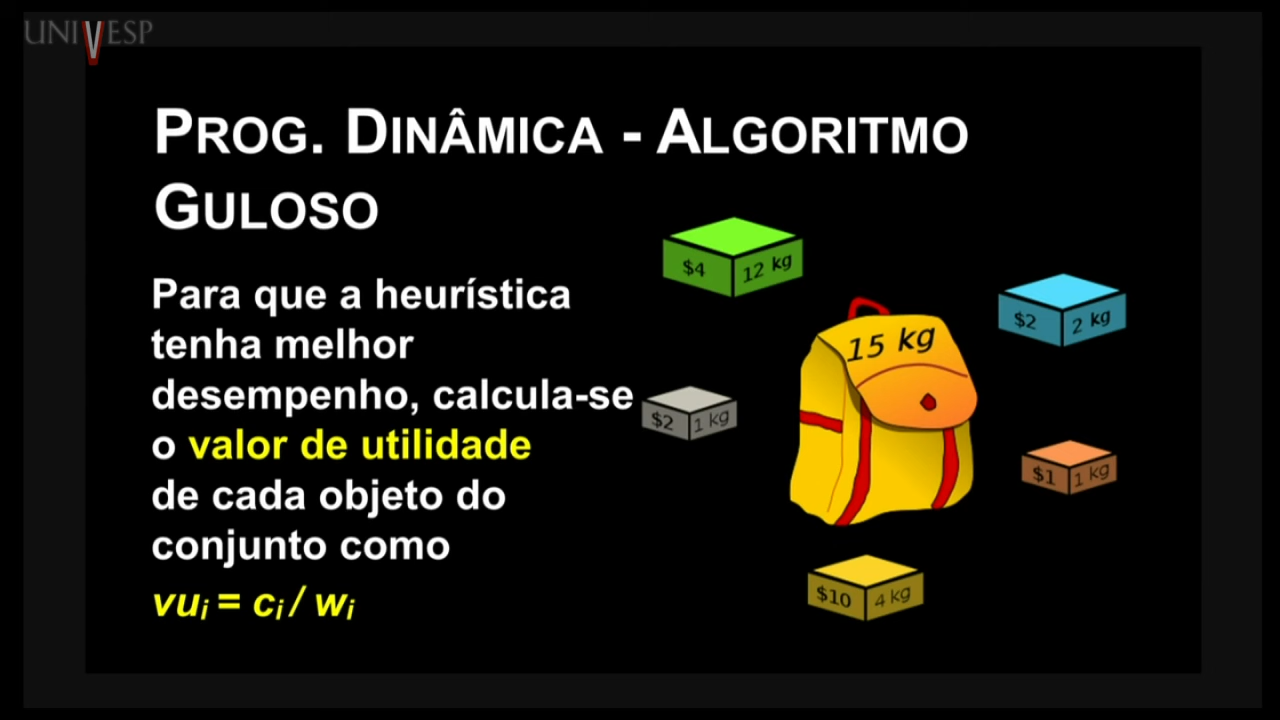 UNIVESP
PROG. DINÂMICA - ALGORITMO
GULOSO
Para que a heurística
tenha melhor
desempenho, calcula-se
o valor de utilidade
de cada objeto do
conjunto como
vui = ci / wi
$4 12 kg
$2 2 kg
15 kg
$2 1 kg
$1 1 kg
$10 4 kg